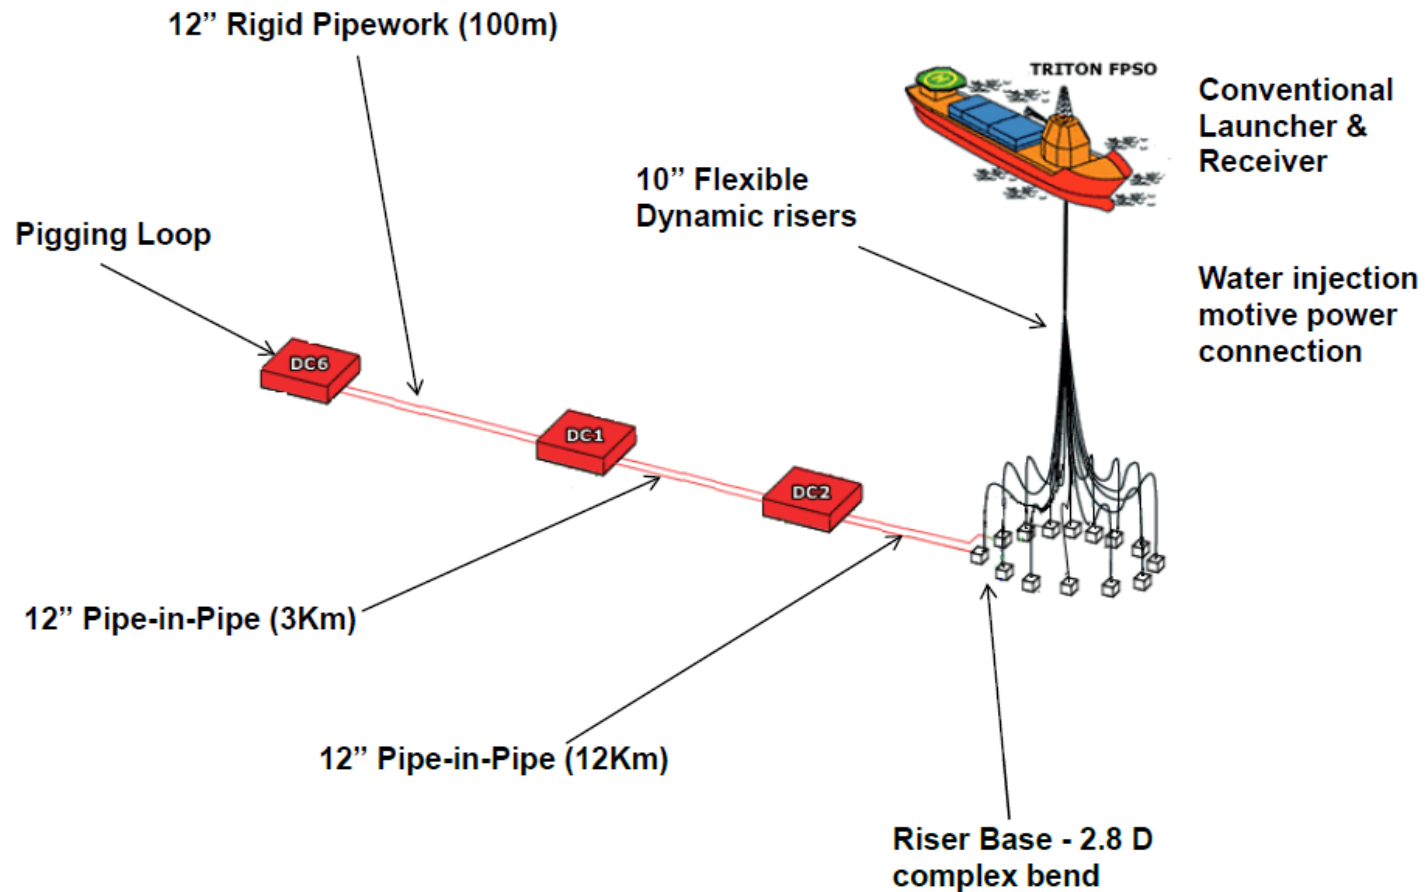 12” Rigid Pipework (100m)
TRITON FPSO
Conventional
Launcher &
Receiver
10” Flexible
Dynamic risers
Pigging Loop
Water injection
motive power
connection
DC6
DC1
DC2
12” Pipe-in-Pipe (3Km)
12” Pipe-in-Pipe (12Km)
Riser Base - 2.8 D
complex bend